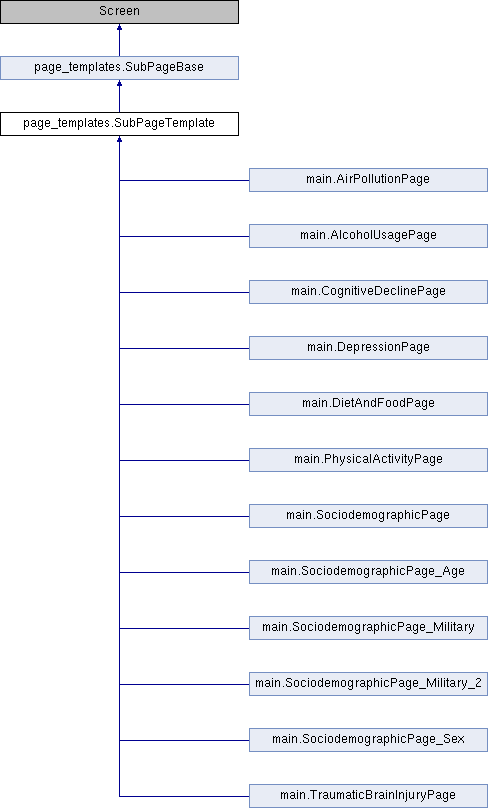 Screen
page_templates.SubPageBase
page_templates.SubPageTemplate
main.AirPollutionPage
main.AlcoholUsagePage
main.CognitiveDeclinePage
main.DepressionPage
main.DietAndFoodPage
main.PhysicalActivityPage
main.SociodemographicPage
main.SociodemographicPage_Age
main.SociodemographicPage_Military
main.SociodemographicPage_Military_2
main.SociodemographicPage_Sex
main.TraumaticBrainInjuryPage